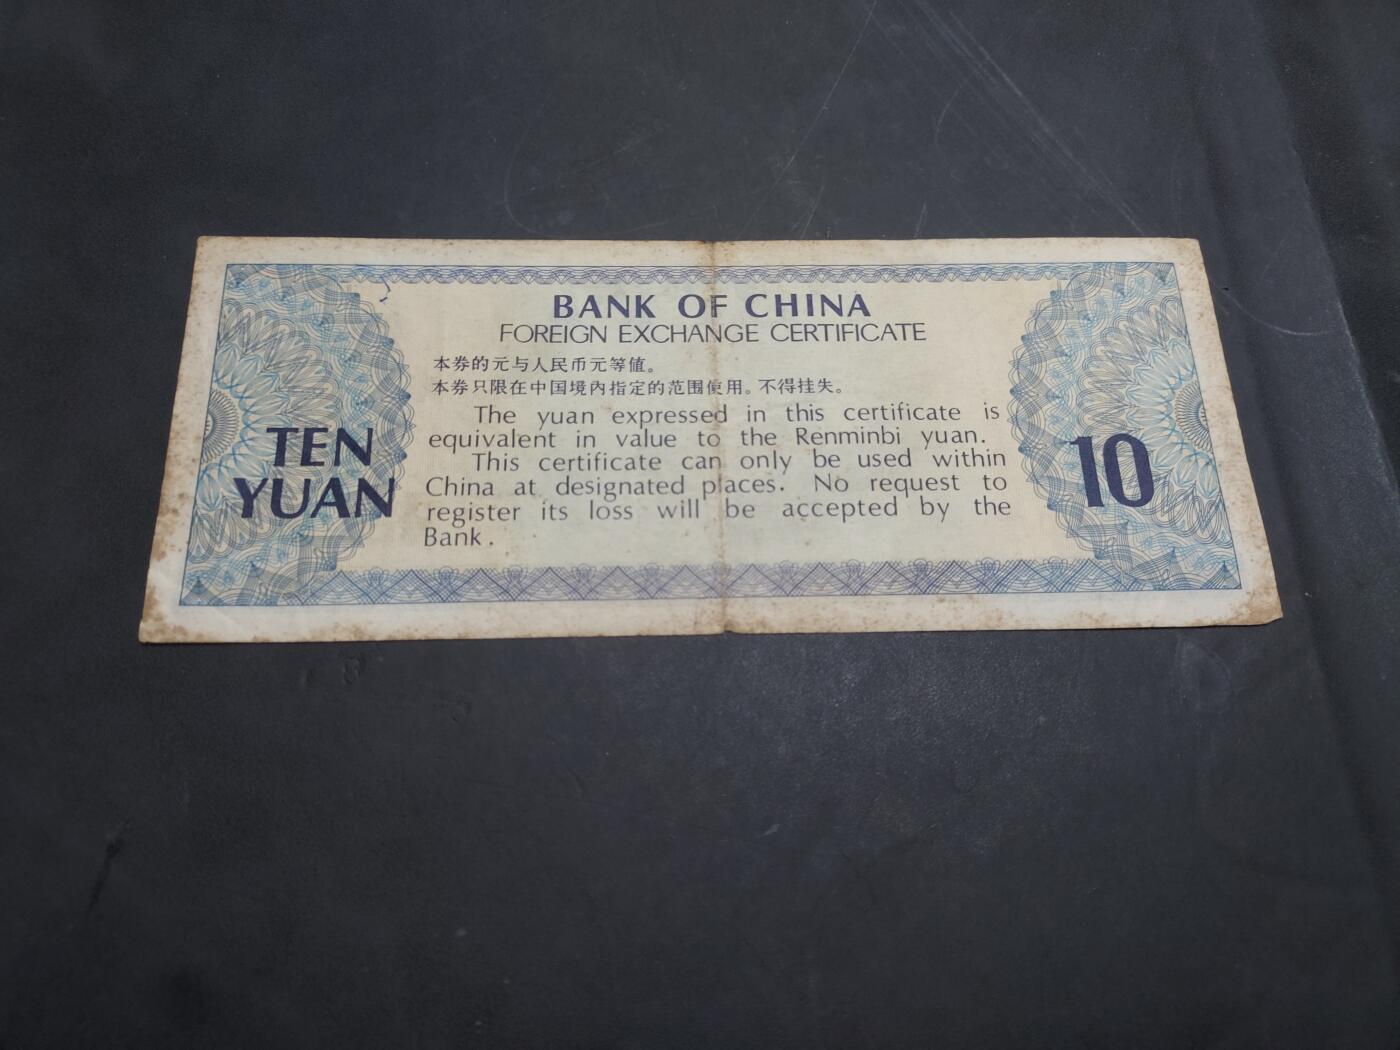 BANK OF CHINA
FOREIGN EXCHANGE CERTIFICATE
本券的元与人民币元等值。
本券只限在中国境内指定的范围使用。不得挂失。
The yuan expressed in this certificate is
equivalent in value to the Renminbi yuan.
This certificate can only be used within
China at designated places. No request to
register its loss will be accepted by the
Bank.
TEN
YUAN
10